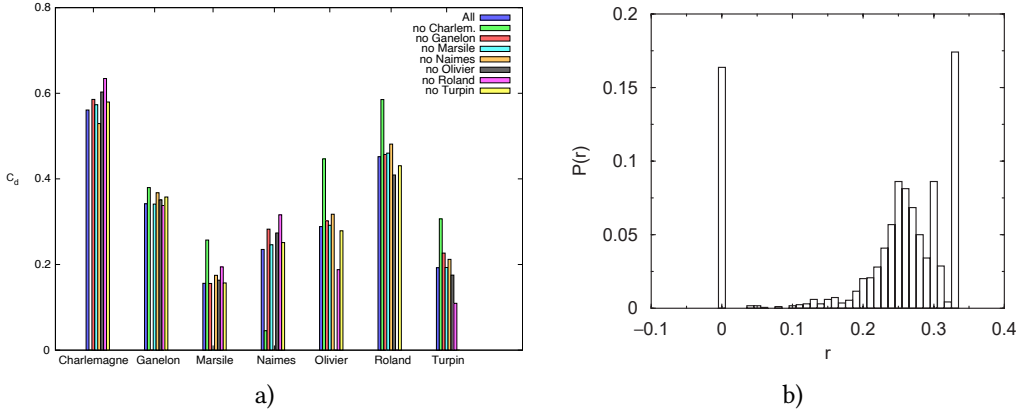 0.8
0.6
0.4
0.2
0
C_d
All
no Charlem.
no Ganelon
no Marsile
no Naimes
no Olivier
no Roland
no Turpin
Charlemagne Ganelon Marsile Naimes Olivier Roland Turpin
a)
0.2
0.15
0.1
0.05
0
P(r)
−0.1 0 0.1 0.2 0.3 0.4
r
b)